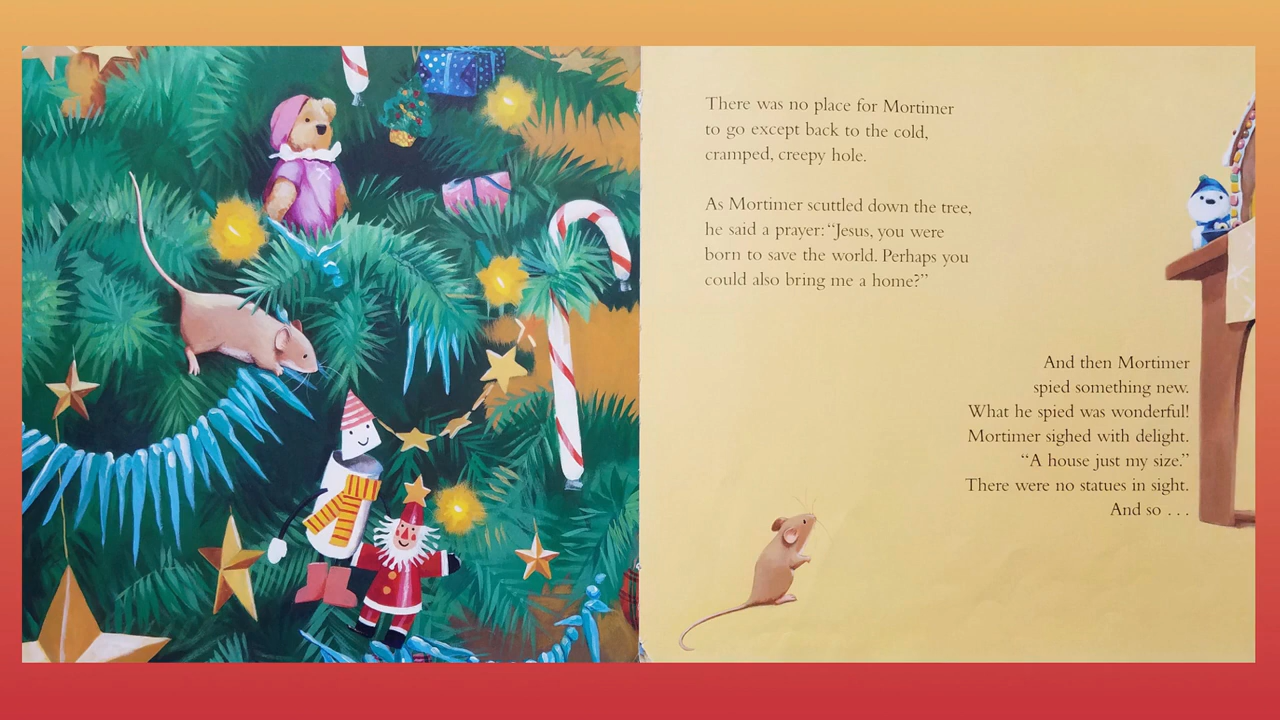 There was no place for Mortimer
to go except back to the cold,
cramped, creepy hole.
As Mortimer scuttled down the tree,
he said a prayer: “Jesus, you were
born to save the world. Perhaps you
could also bring me a home?”
And then Mortimer
spied something new.
What he spied was wonderful!
Mortimer sighed with delight.
“A house just my size.”
There were no statues in sight.
And so . . .